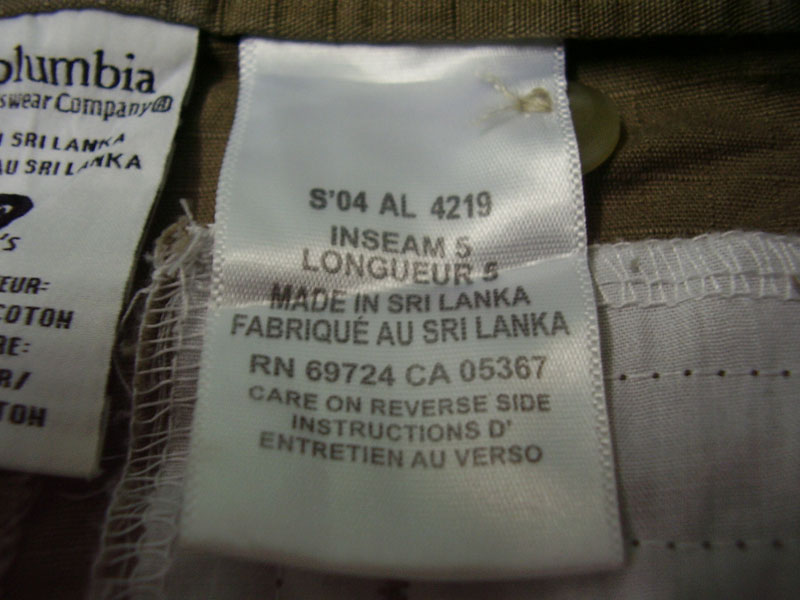 olumbia
swear Company®
SRI LANKA
AU SRI LANKA
's
EUR:
COTON
RE:
R/
TON
S'04 AL 4219
INSEAM 5
LONGUEUR 5
MADE IN SRI LANKA
FABRIQUÉ AU SRI LANKA
RN 69724 CA 05367
CARE ON REVERSE SIDE
INSTRUCTIONS D'
ENTRETIEN AU VERSO